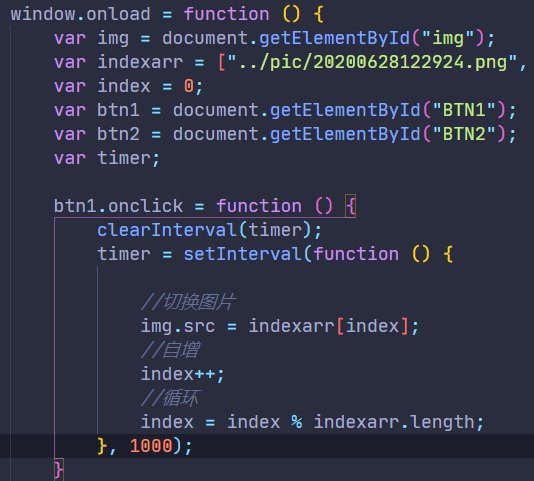 window.onload = function () {
    var img = document.getElementById("img");
    var indexarr = ["../pic/20200628122924.png",
    var index = 0;
    var btn1 = document.getElementById("BTN1");
    var btn2 = document.getElementById("BTN2");
    var timer;
    btn1.onclick = function () {
        clearInterval(timer);
        timer = setInterval(function () {
            //切换图片
            img.src = indexarr[index];
            //自增
            index++;
            //循环
            index = index % indexarr.length;
        }, 1000);
    }